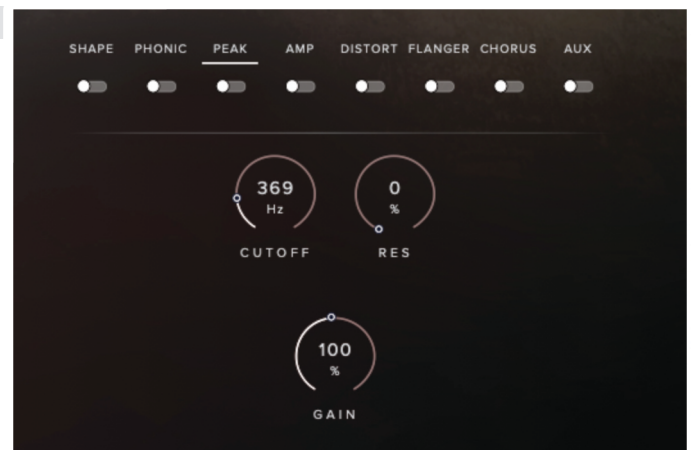 SHAPE PHONIC PEAK AMP DISTORT FLANGER CHORUS AUX
369 0
Hz %
CUTOFF RES
100
%
GAIN